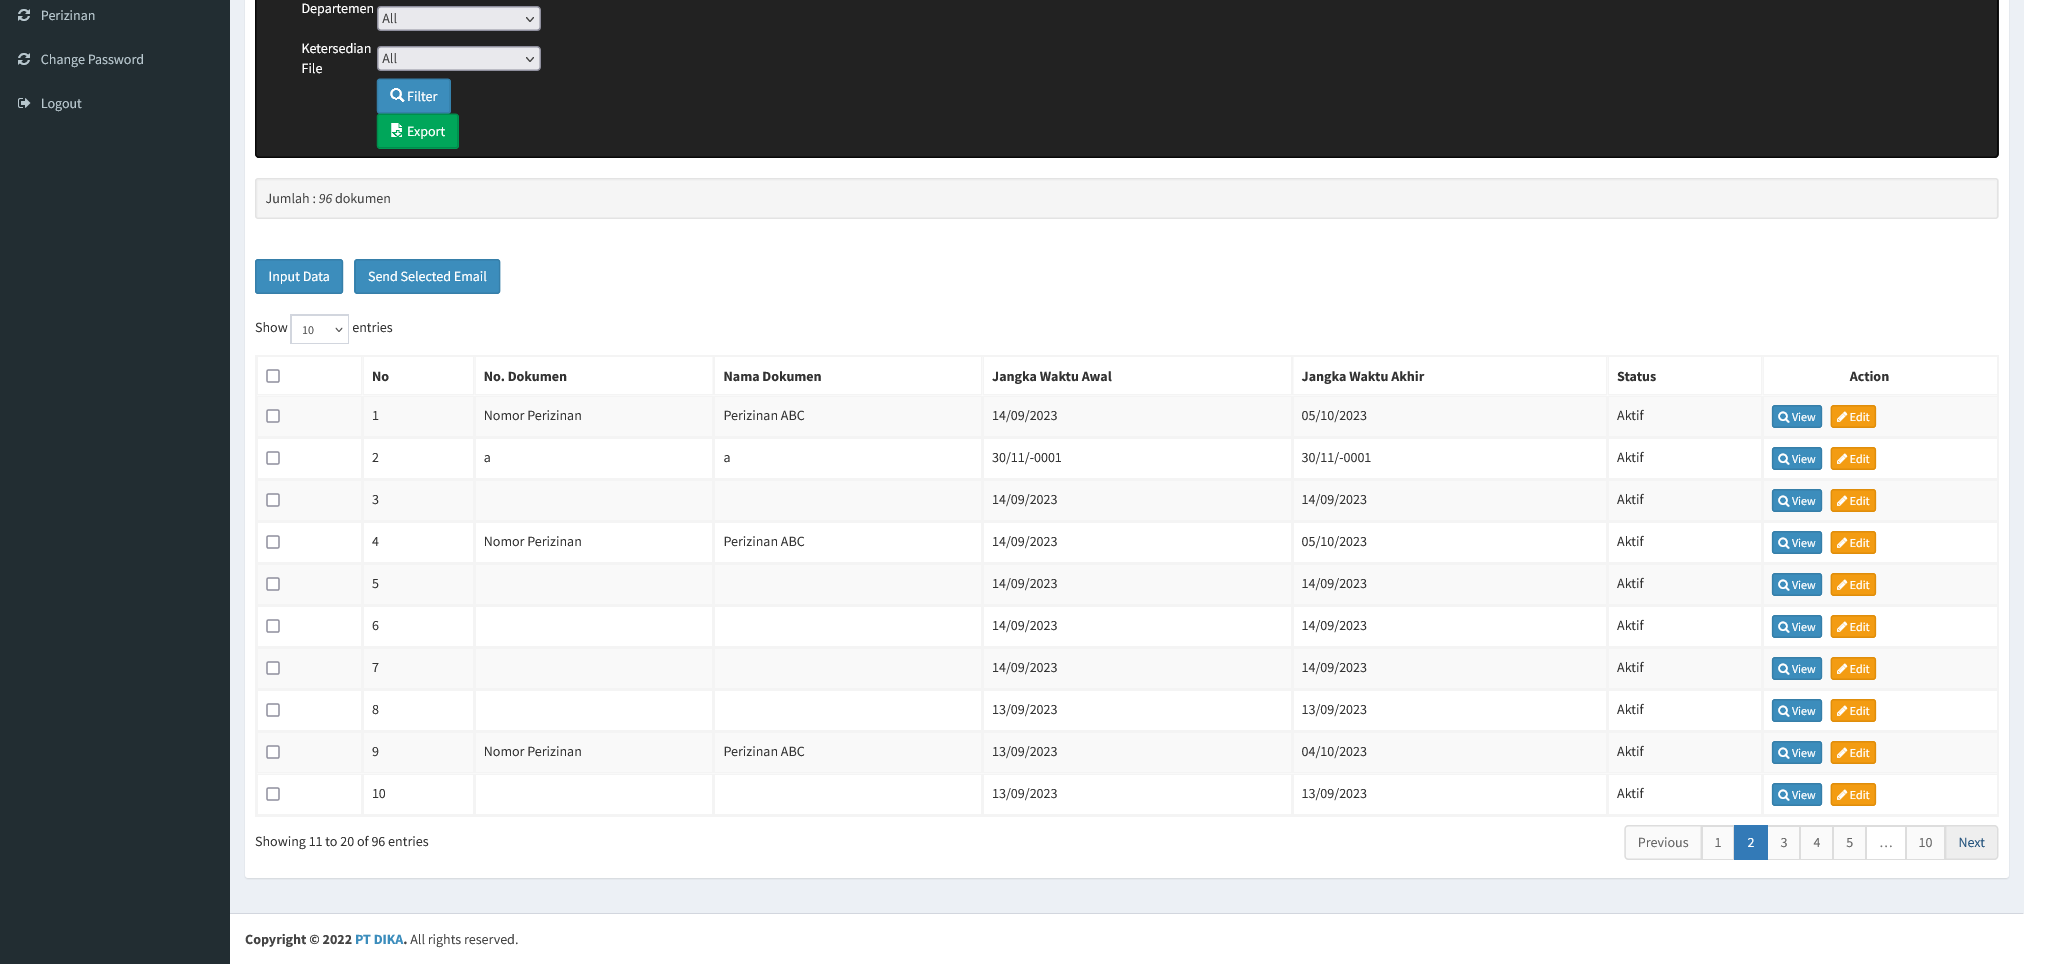 Perizinan
Change Password
Logout
Departemen All
Ketersedian File All
Filter
Export
Jumlah : 96 dokumen
Input Data Send Selected Email
Show 10 entries
No No. Dokumen Nama Dokumen Jangka Waktu Awal Jangka Waktu Akhir Status Action
1 Nomor Perizinan Perizinan ABC 14/09/2023 05/10/2023 Aktif View Edit
2 a a 30/11/-0001 30/11/-0001 Aktif View Edit
3 14/09/2023 14/09/2023 Aktif View Edit
4 Nomor Perizinan Perizinan ABC 14/09/2023 05/10/2023 Aktif View Edit
5 14/09/2023 14/09/2023 Aktif View Edit
6 14/09/2023 14/09/2023 Aktif View Edit
7 14/09/2023 14/09/2023 Aktif View Edit
8 13/09/2023 13/09/2023 Aktif View Edit
9 Nomor Perizinan Perizinan ABC 13/09/2023 04/10/2023 Aktif View Edit
10 13/09/2023 13/09/2023 Aktif View Edit
Showing 11 to 20 of 96 entries Previous 1 2 3 4 5 … 10 Next
Copyright © 2022 PT DIKA. All rights reserved.